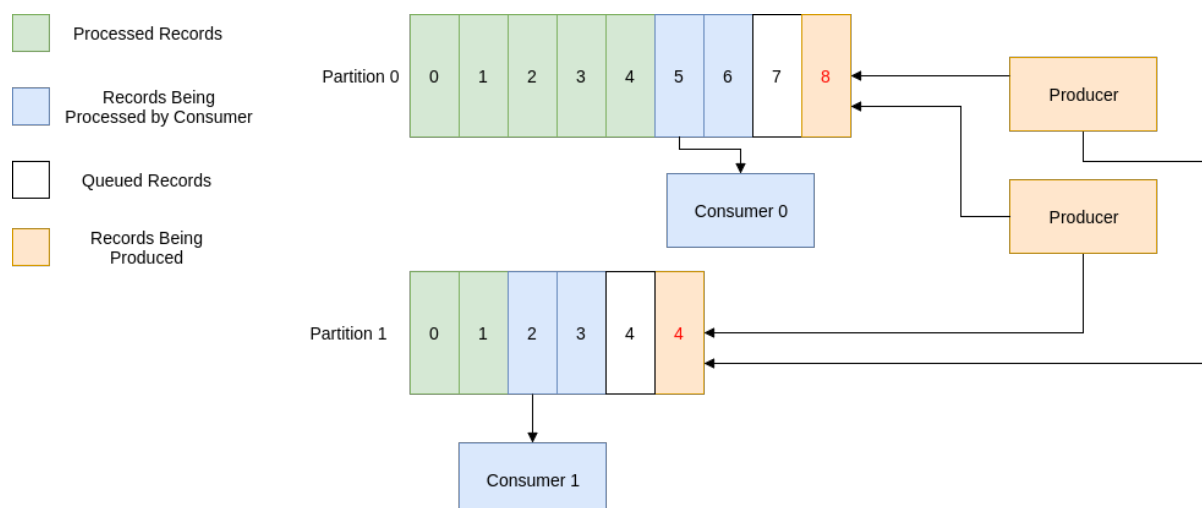 Processed Records
Records Being
Processed by Consumer
Queued Records
Records Being
Produced
Partition 0
0 1 2 3 4 5 6 7 8
Consumer 0
Producer
Producer
Partition 1
0 1 2 3 4 4
Consumer 1